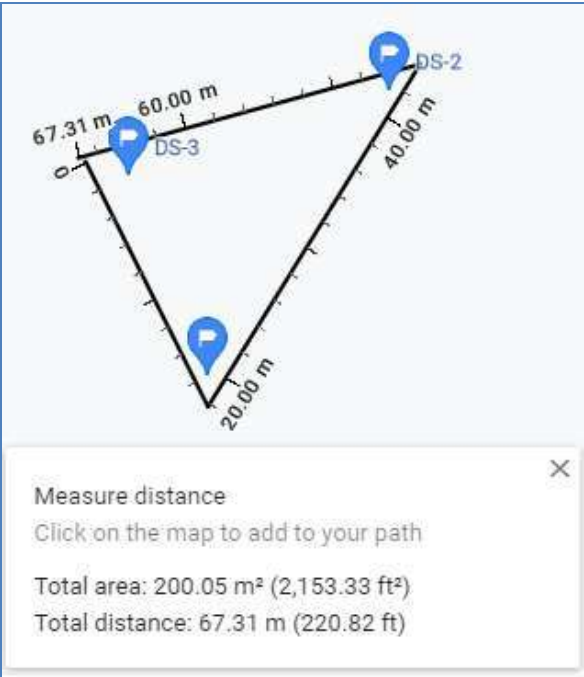 DS-2
60.00 m
67.31 m
DS-3
40.00 m
0
20.00 m
Measure distance
Click on the map to add to your path
Total area: 200.05 m² (2,153.33 ft²)
Total distance: 67.31 m (220.82 ft)